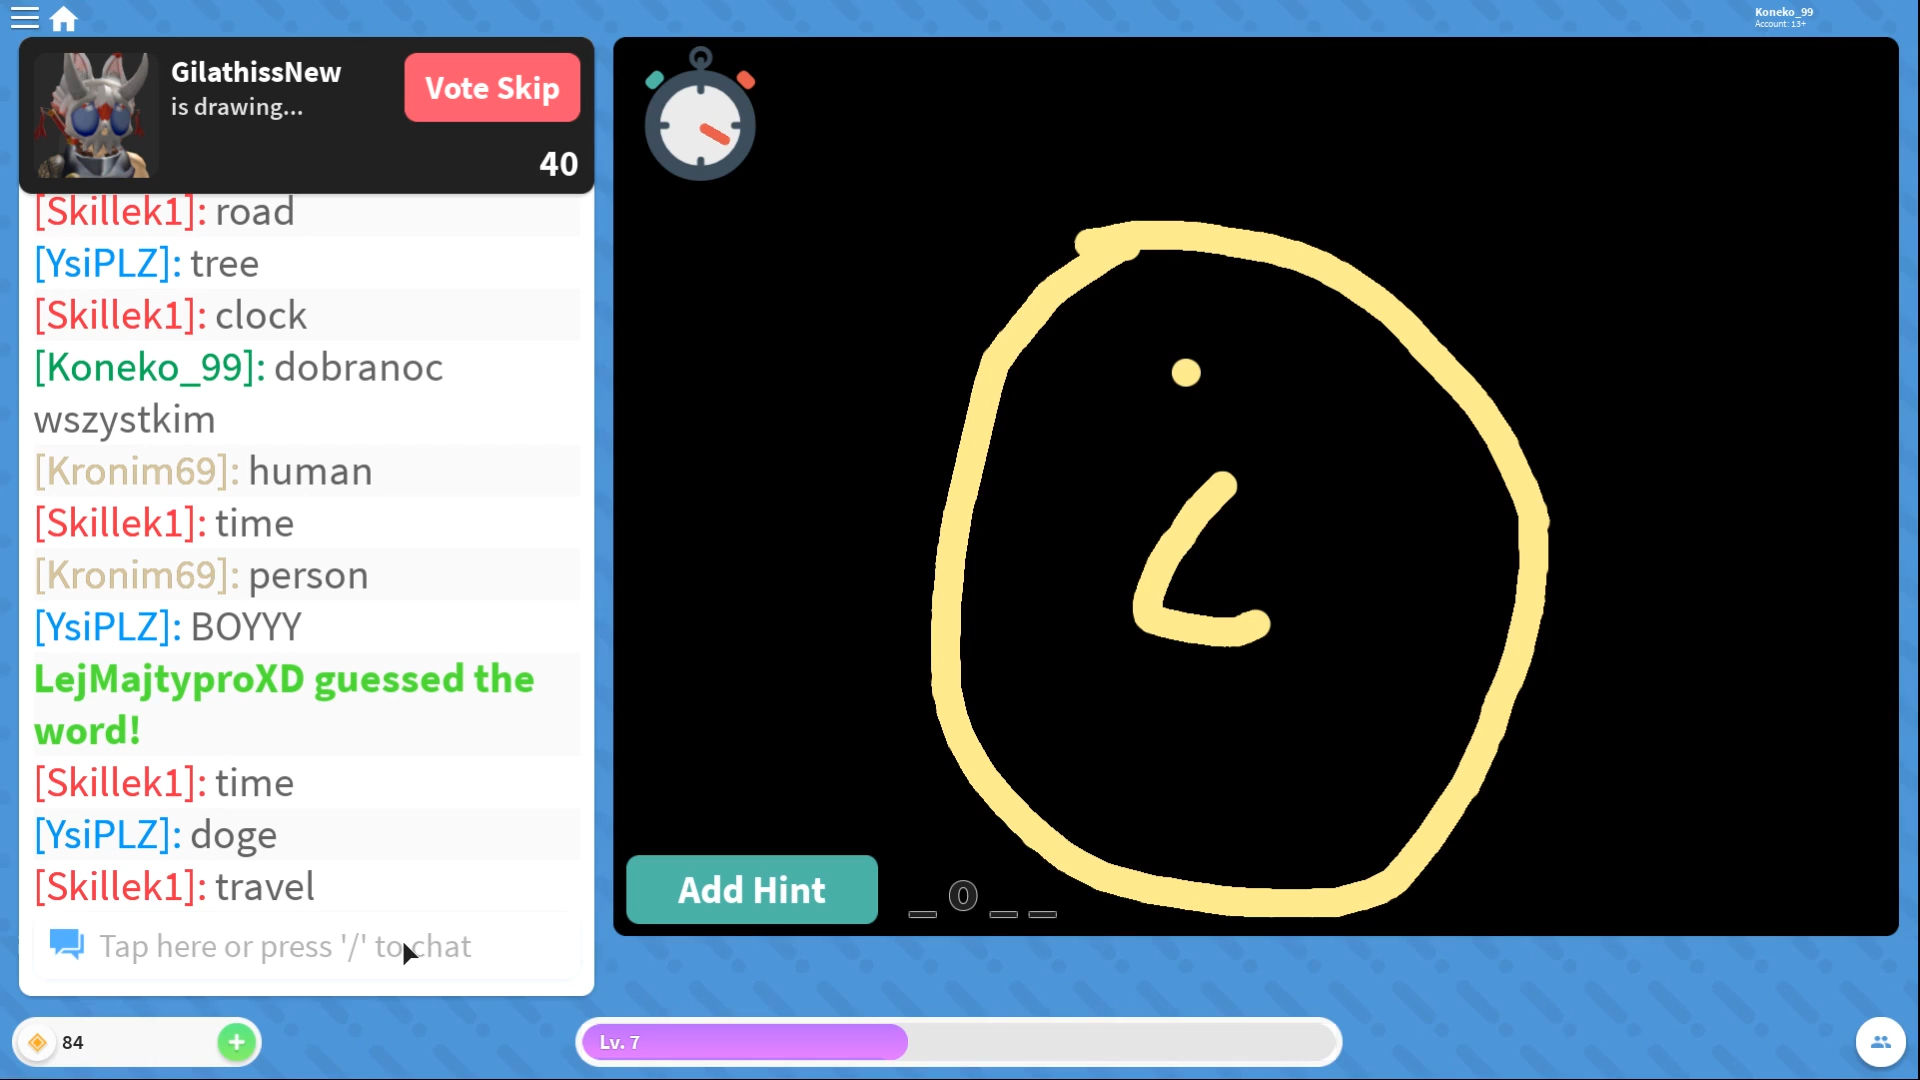 Koneko_99
Account: 13+
GilathissNew
is drawing...
Vote Skip
40
[Skillek1]: road
[YsiPLZ]: tree
[Skillek1]: clock
[Koneko_99]: dobranoc
wszystkim
[Kronim69]: human
[Skillek1]: time
[Kronim69]: person
[YsiPLZ]: BOYYY
LejMajtyproXD guessed the
word!
[Skillek1]: time
[YsiPLZ]: doge
[Skillek1]: travel
Tap here or press '/' to chat
Add Hint
_ O _ _
84
Lv. 7